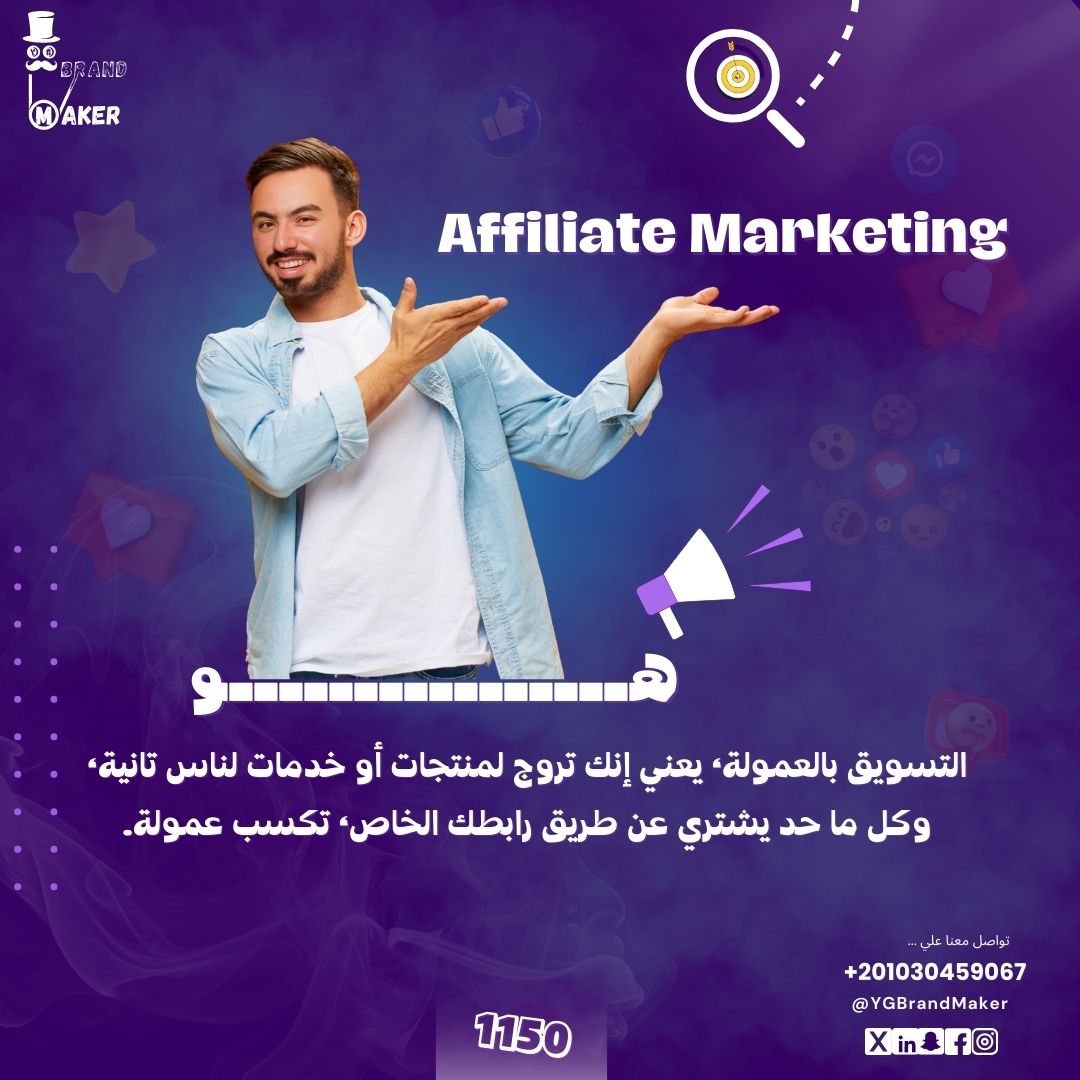 BRAND
MAKER
Affiliate Marketing
هـــــــــــــــــو
التسويق بالعمولة، يعني إنك تروج لمنتجات أو خدمات لناس تانية،
وكل ما حد يشتري عن طريق رابطك الخاص، تكسب عمولة.
تواصل معنا علي ...
+201030459067
@YGBrandMaker
1150